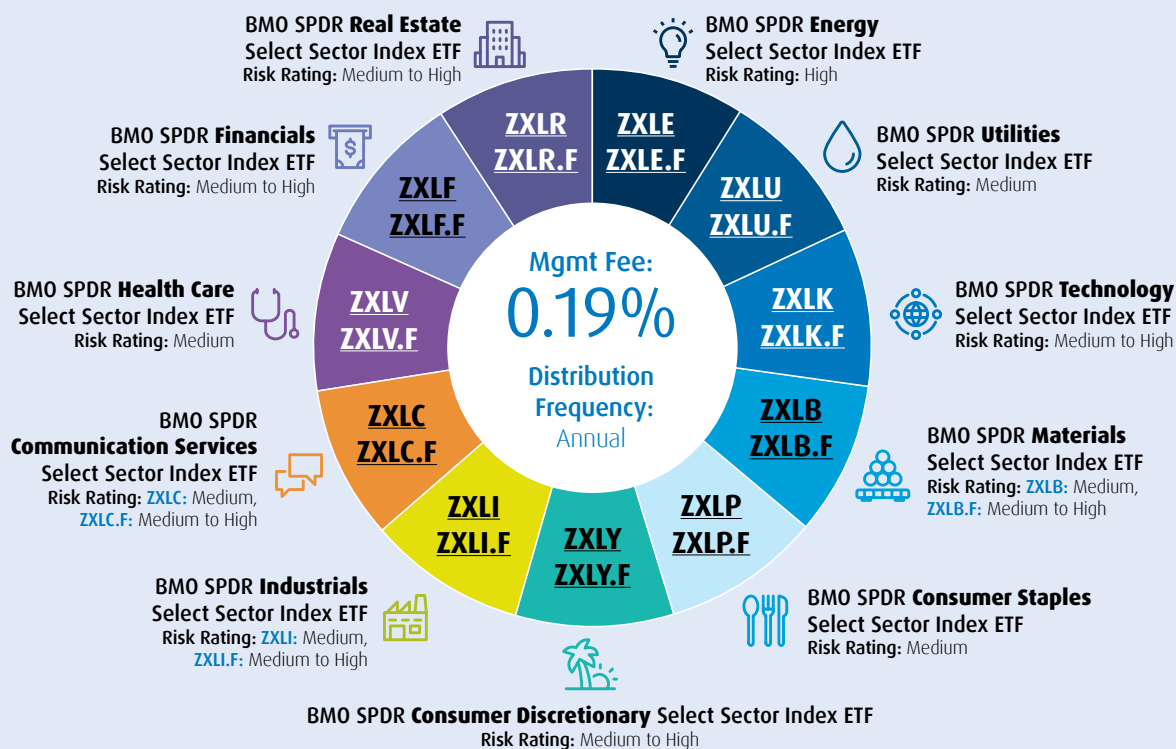 BMO SPDR Real Estate
Select Sector Index ETF
Risk Rating: Medium to High
BMO SPDR Energy
Select Sector Index ETF
Risk Rating: High
BMO SPDR Financials
Select Sector Index ETF
Risk Rating: Medium to High
BMO SPDR Utilities
Select Sector Index ETF
Risk Rating: Medium
BMO SPDR Health Care
Select Sector Index ETF
Risk Rating: Medium
BMO SPDR Technology
Select Sector Index ETF
Risk Rating: Medium to High
BMO SPDR
Communication Services
Select Sector Index ETF
Risk Rating: ZXLC: Medium,
ZXLC.F: Medium to High
BMO SPDR Materials
Select Sector Index ETF
Risk Rating: ZXLB: Medium,
ZXLB.F: Medium to High
BMO SPDR Industrials
Select Sector Index ETF
Risk Rating: ZXLI: Medium,
ZXLI.F: Medium to High
BMO SPDR Consumer Staples
Select Sector Index ETF
Risk Rating: Medium
BMO SPDR Consumer Discretionary Select Sector Index ETF
Risk Rating: Medium to High
ZXLR
ZXLR.F
ZXLE
ZXLE.F
ZXLF
ZXLF.F
ZXLU
ZXLU.F
ZXLV
ZXLV.F
ZXLK
ZXLK.F
ZXLC
ZXLC.F
ZXLB
ZXLB.F
ZXLI
ZXLI.F
ZXLP
ZXLP.F
ZXLY
ZXLY.F
Mgmt Fee:
0.19%
Distribution
Frequency:
Annual
$